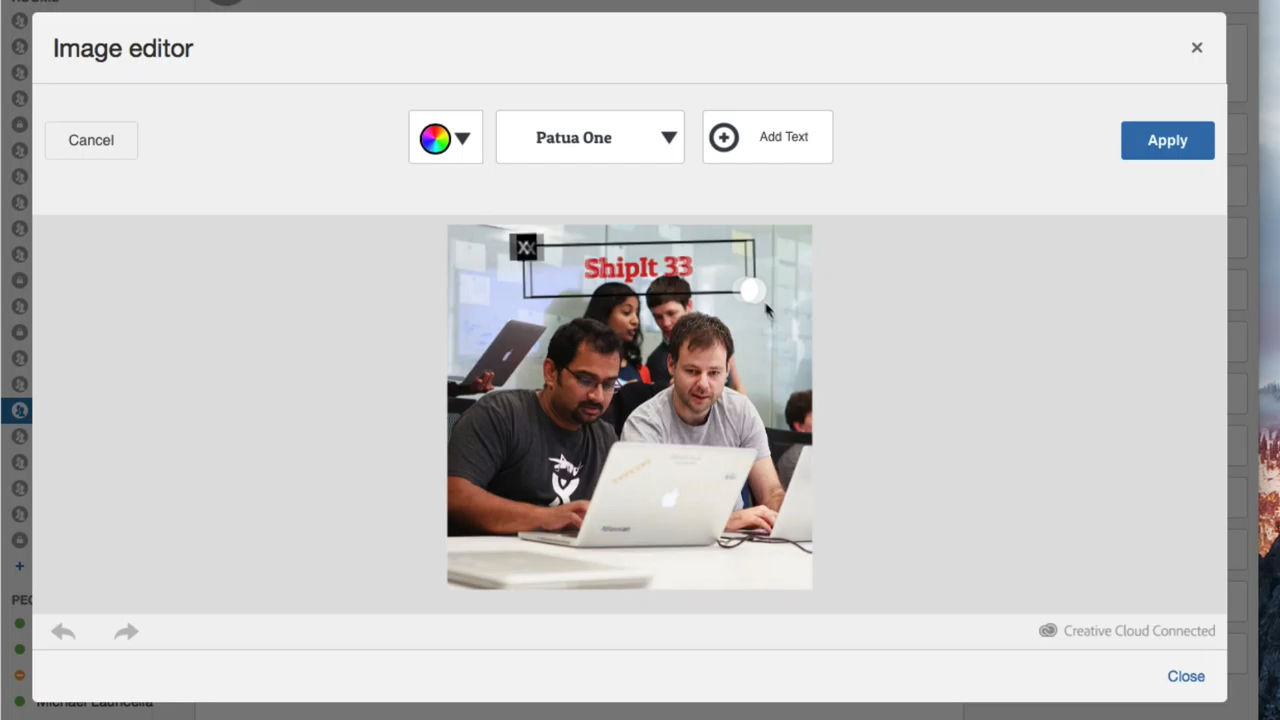 Image editor
×
Cancel
Patua One
Add Text
Apply
ShipIt 33
Creative Cloud Connected
Close